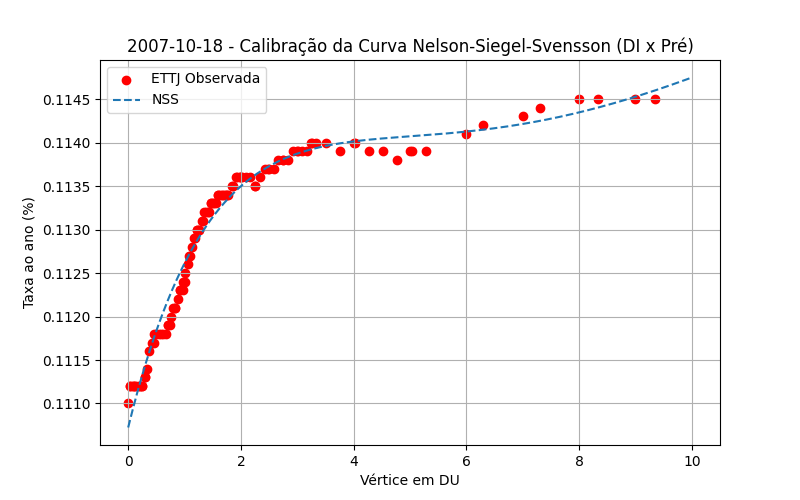 2007-10-18 - Calibração da Curva Nelson-Siegel-Svensson (DI x Pré)
ETTJ Observada
NSS
Taxa ao ano (%)
0.1145
0.1140
0.1135
0.1130
0.1125
0.1120
0.1115
0.1110
0 2 4 6 8 10
Vértice em DU